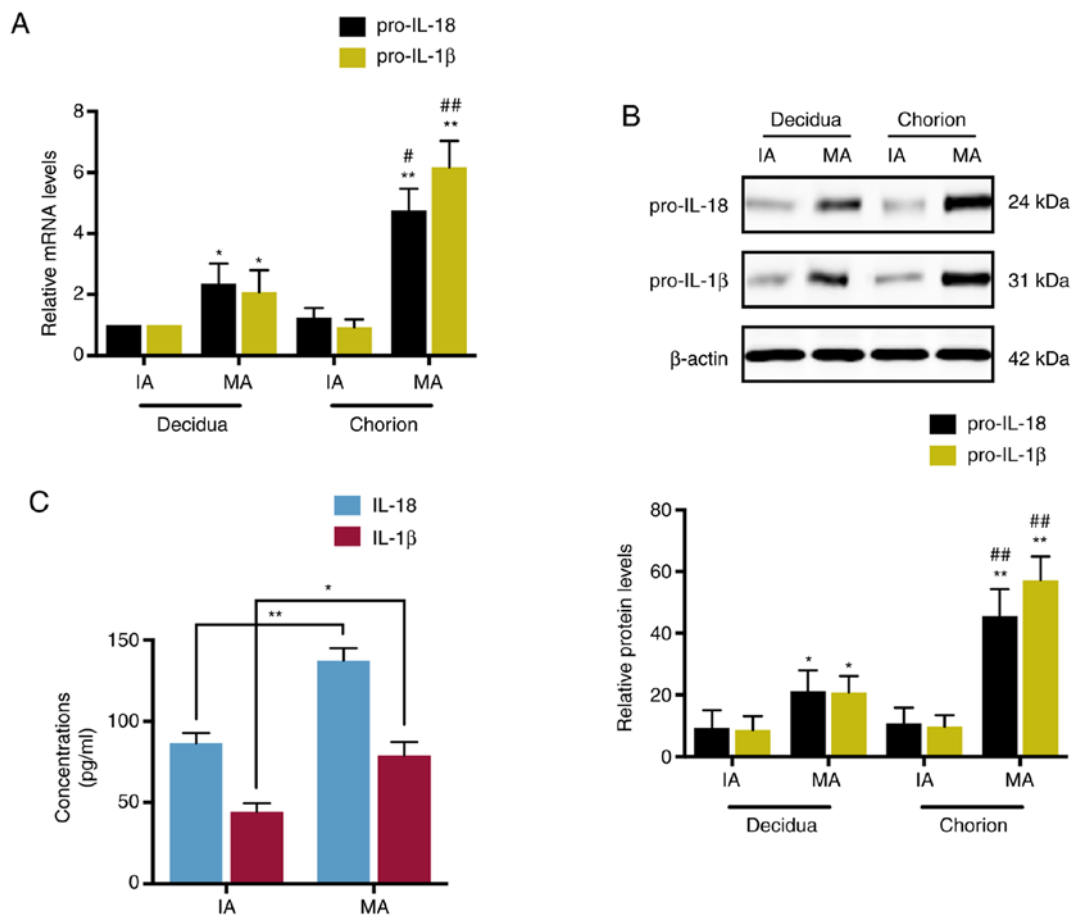 A
pro-IL-18
pro-IL-1β
Relative mRNA levels
8
6
4
2
0
*
*
#
**
##
**
IA
MA
IA
MA
Decidua
Chorion
B
Decidua
Chorion
IA
MA
IA
MA
pro-IL-18
24 kDa
pro-IL-1β
31 kDa
β-actin
42 kDa
pro-IL-18
pro-IL-1β
Relative protein levels
80
60
40
20
0
*
*
##
**
##
**
IA
MA
IA
MA
Decidua
Chorion
C
IL-18
IL-1β
Concentrations
(pg/ml)
150
100
50
0
*
**
IA
MA